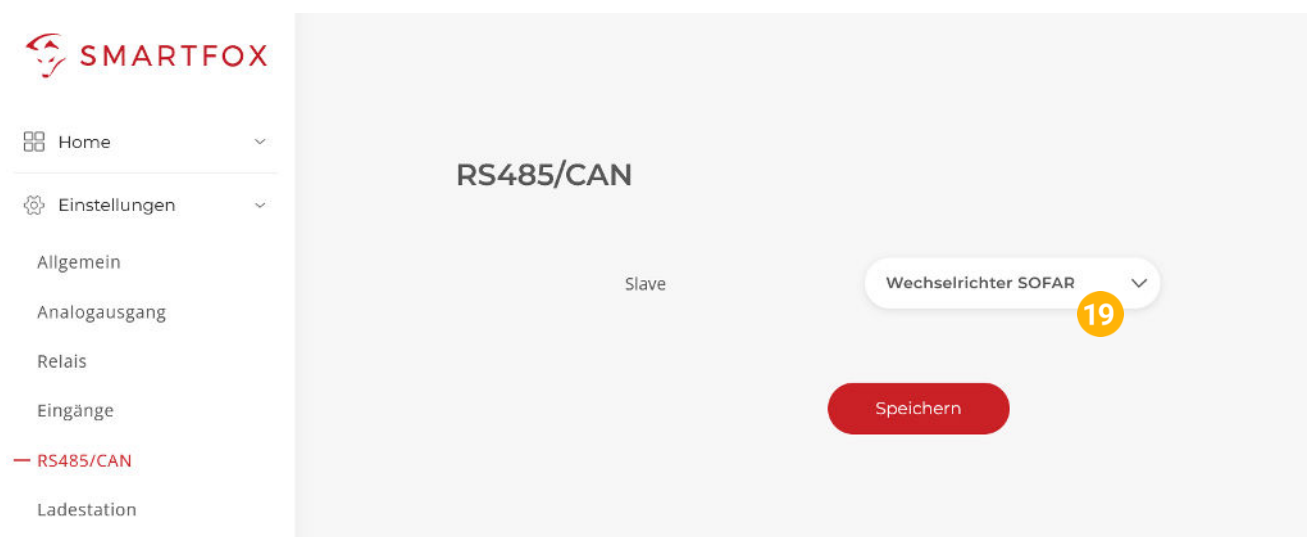 SMARTFOX
Home
Einstellungen
Allgemein
Analogausgang
Relais
Eingänge
RS485/CAN
Ladestation
RS485/CAN
Slave
Wechselrichter SOFAR
19
Speichern